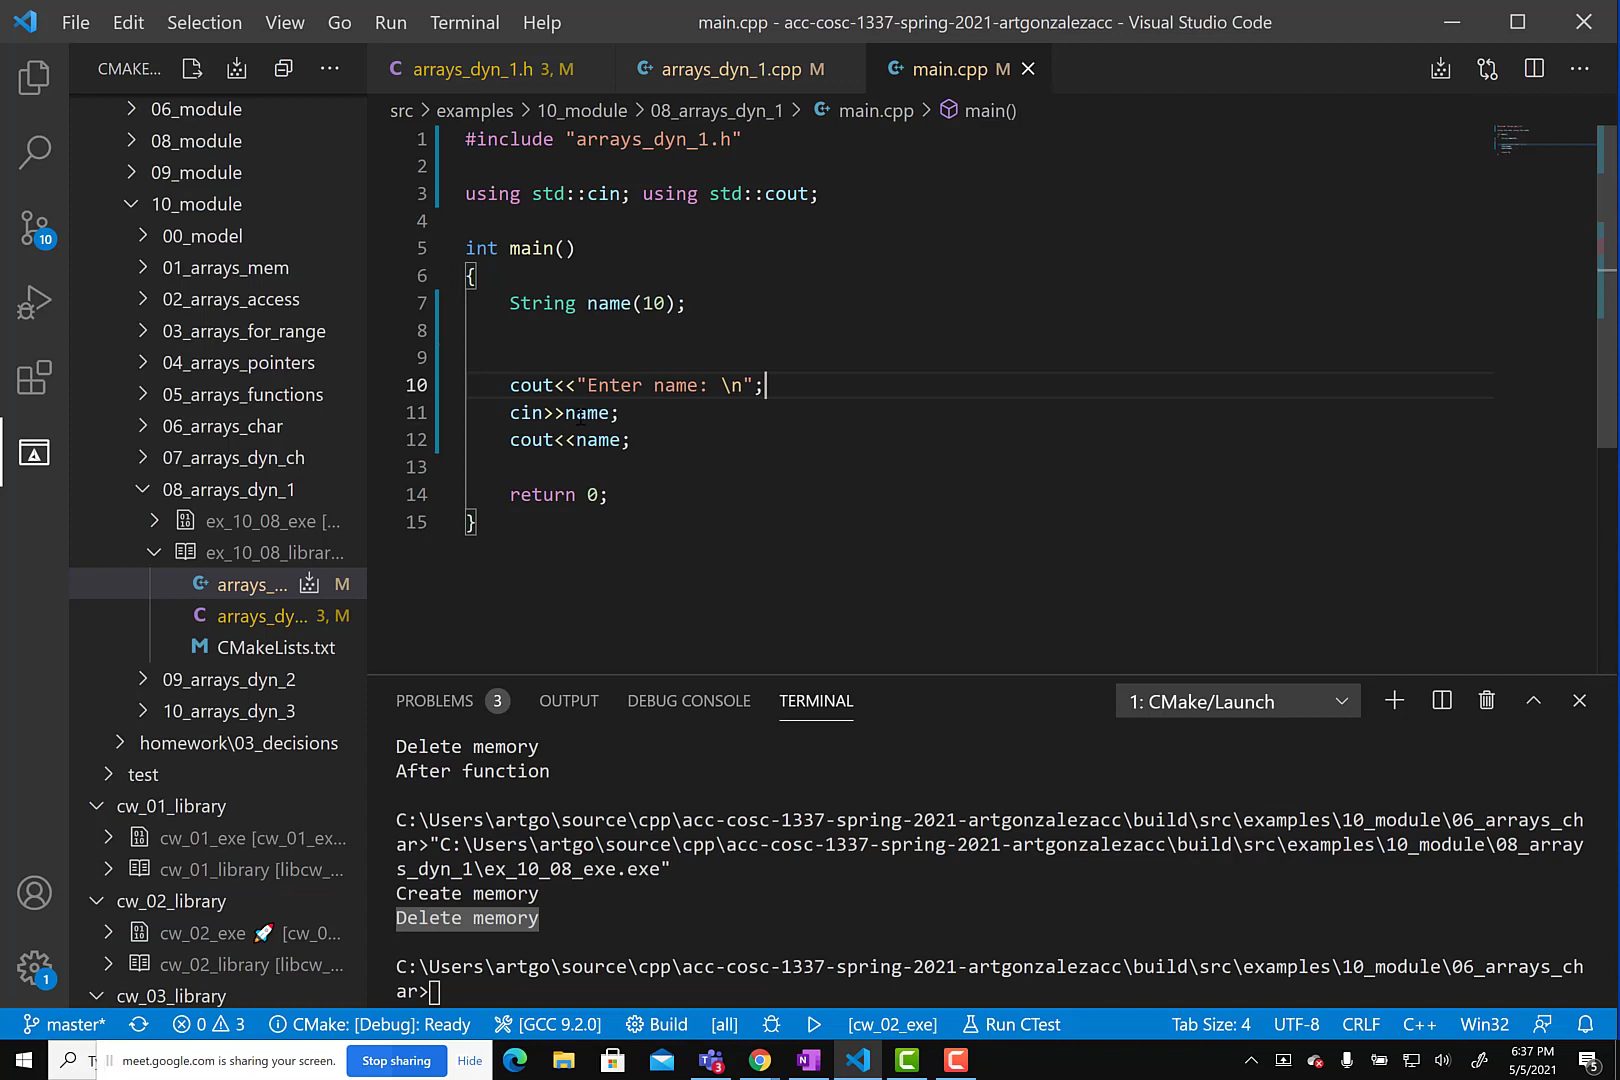 File Edit Selection View Go Run Terminal Help
main.cpp - acc-cosc-1337-spring-2021-artgonzalezacc - Visual Studio Code
CMAKE... ···
06_module
08_module
09_module
10_module
00_model
01_arrays_mem
02_arrays_access
03_arrays_for_range
04_arrays_pointers
05_arrays_functions
06_arrays_char
07_arrays_dyn_ch
08_arrays_dyn_1
ex_10_08_exe [...
ex_10_08_librar...
arrays_... M
arrays_dy... 3, M
CMakeLists.txt
09_arrays_dyn_2
10_arrays_dyn_3
homework\03_decisions
test
cw_01_library
cw_01_exe [cw_01_ex...
cw_01_library [libcw_...
cw_02_library
cw_02_exe 🚀 [cw_0...
cw_02_library [libcw_...
cw_03_library
10
1
arrays_dyn_1.h 3, M
arrays_dyn_1.cpp M
main.cpp M
src > examples > 10_module > 08_arrays_dyn_1 > main.cpp > main()
1 #include "arrays_dyn_1.h"
2
3 using std::cin; using std::cout;
4
5 int main()
6 {
7 String name(10);
8
9
10 cout<<"Enter name: \n";
11 cin>>name;
12 cout<<name;
13
14 return 0;
15 }
PROBLEMS 3 OUTPUT DEBUG CONSOLE TERMINAL
1: CMake/Launch
Delete memory
After function
C:\Users\artgo\source\cpp\acc-cosc-1337-spring-2021-artgonzalezacc\build\src\examples\10_module\06_arrays_ch
ar>"C:\Users\artgo\source\cpp\acc-cosc-1337-spring-2021-artgonzalezacc\build\src\examples\10_module\08_array
s_dyn_1\ex_10_08_exe.exe"
Create memory
Delete memory
C:\Users\artgo\source\cpp\acc-cosc-1337-spring-2021-artgonzalezacc\build\src\examples\10_module\06_arrays_ch
ar>
master* 0 3 CMake: [Debug]: Ready [GCC 9.2.0] Build [all] [cw_02_exe] Run CTest
Tab Size: 4 UTF-8 CRLF C++ Win32
meet.google.com is sharing your screen. Stop sharing Hide
3
6:37 PM
5/5/2021
5